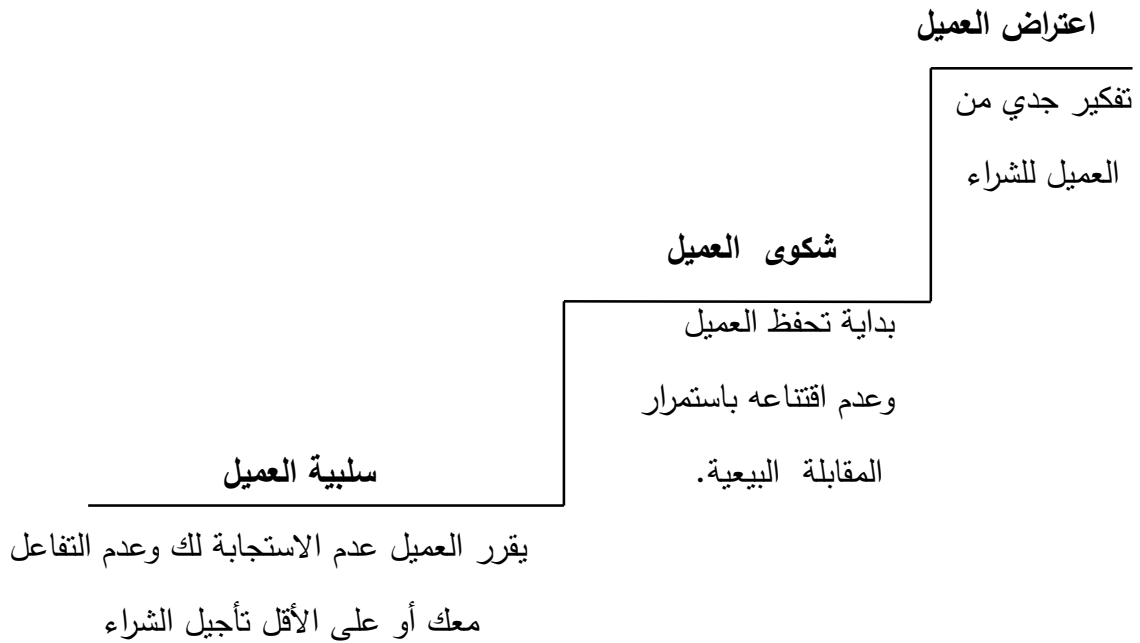 اعتراض العميل
تفكير جدي من
العميل للشراء
شكوى العميل
بداية تحفظ العميل
وعدم اقتناعه باستمرار
المقابلة البيعية.
سلبية العميل
يقرر العميل عدم الاستجابة لك وعدم التفاعل
معك أو على الأقل تأجيل الشراء